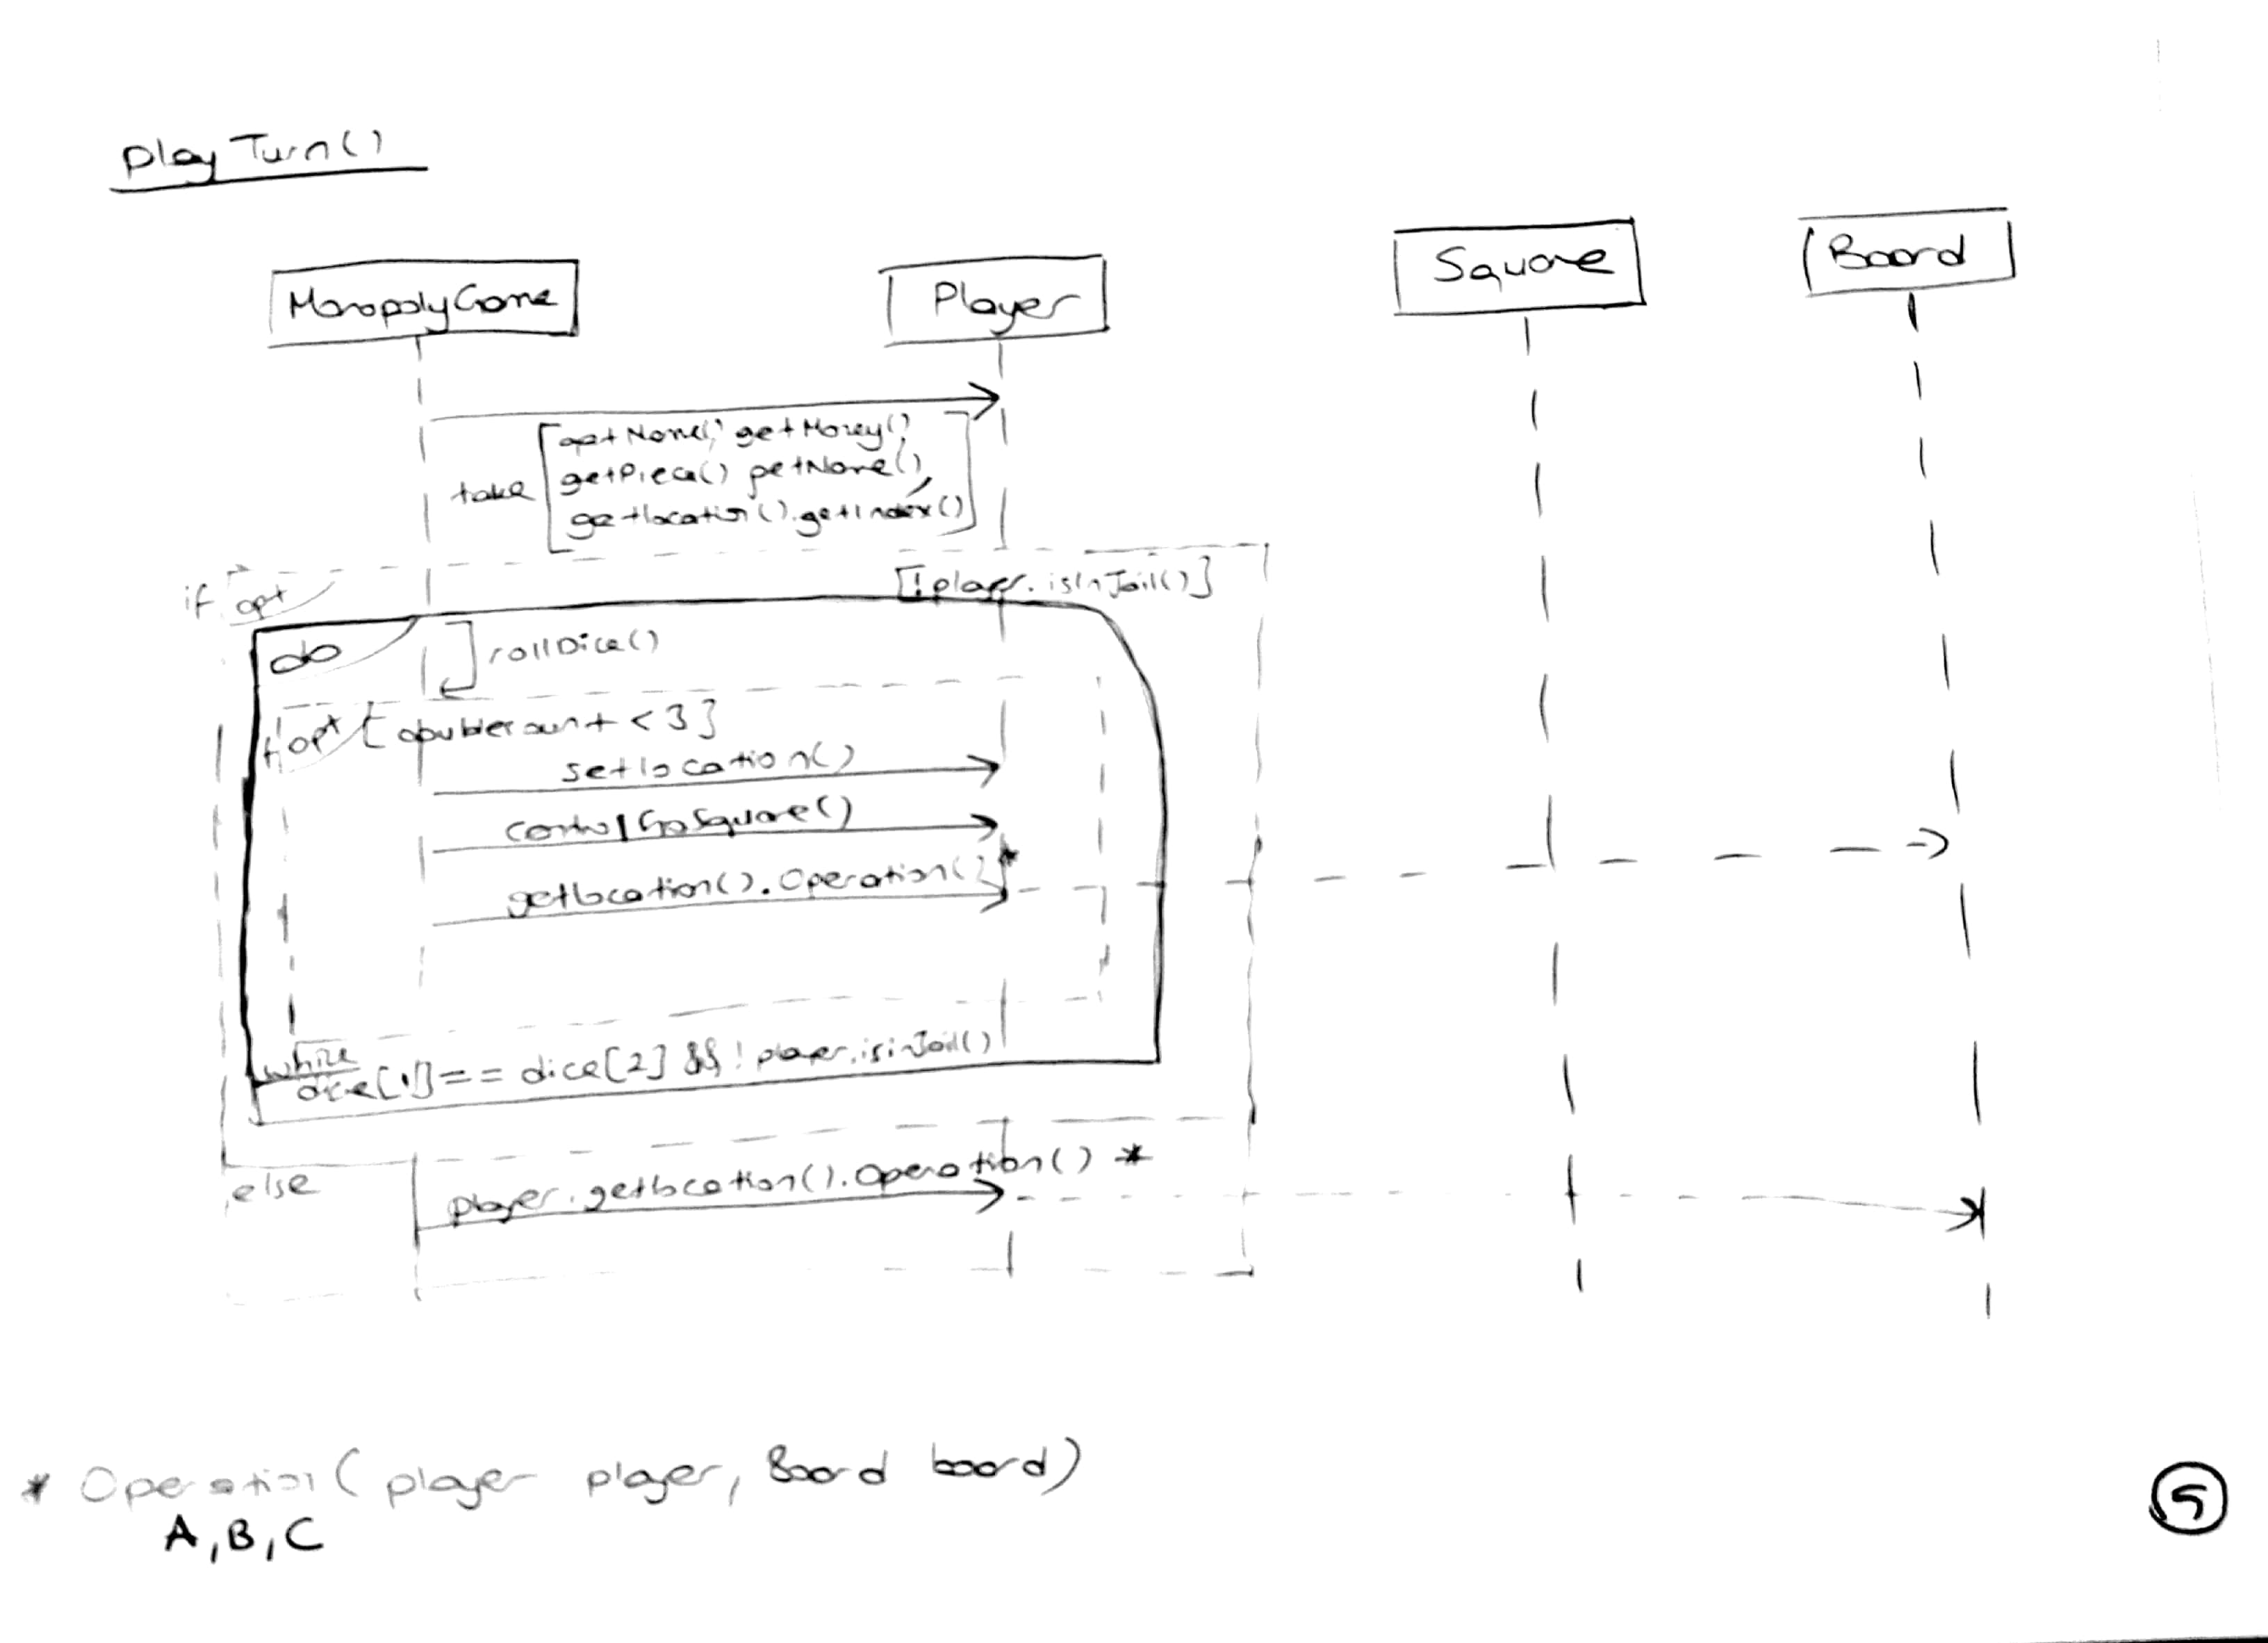 playTurn()
MonopolyGame
Player
Square
Board
getName(), getMoney(),
getPiece() getName(),
take
getlocation().getIndex()
if opt
[!player.isInJail()]
do
rollDice()
opt [doublecount < 3]
setlocation()
controlGoSquare()
getlocation().Operation() *
while
dice[1] == dice[2] && !player.isinJail()
else
player.getlocation().Operation() *
* Operation(player player, Board board)
A, B, C
5